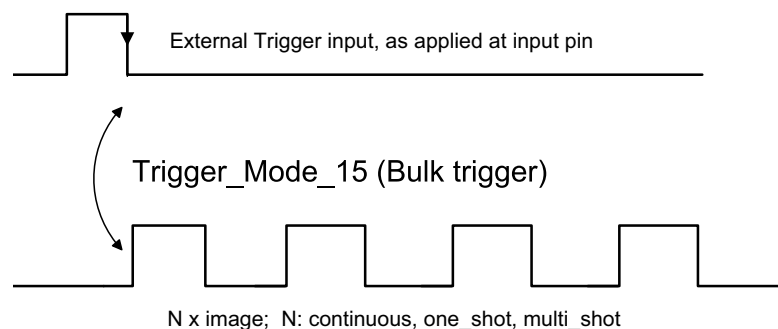 External Trigger input, as applied at input pin
Trigger_Mode_15 (Bulk trigger)
N x image; N: continuous, one_shot, multi_shot